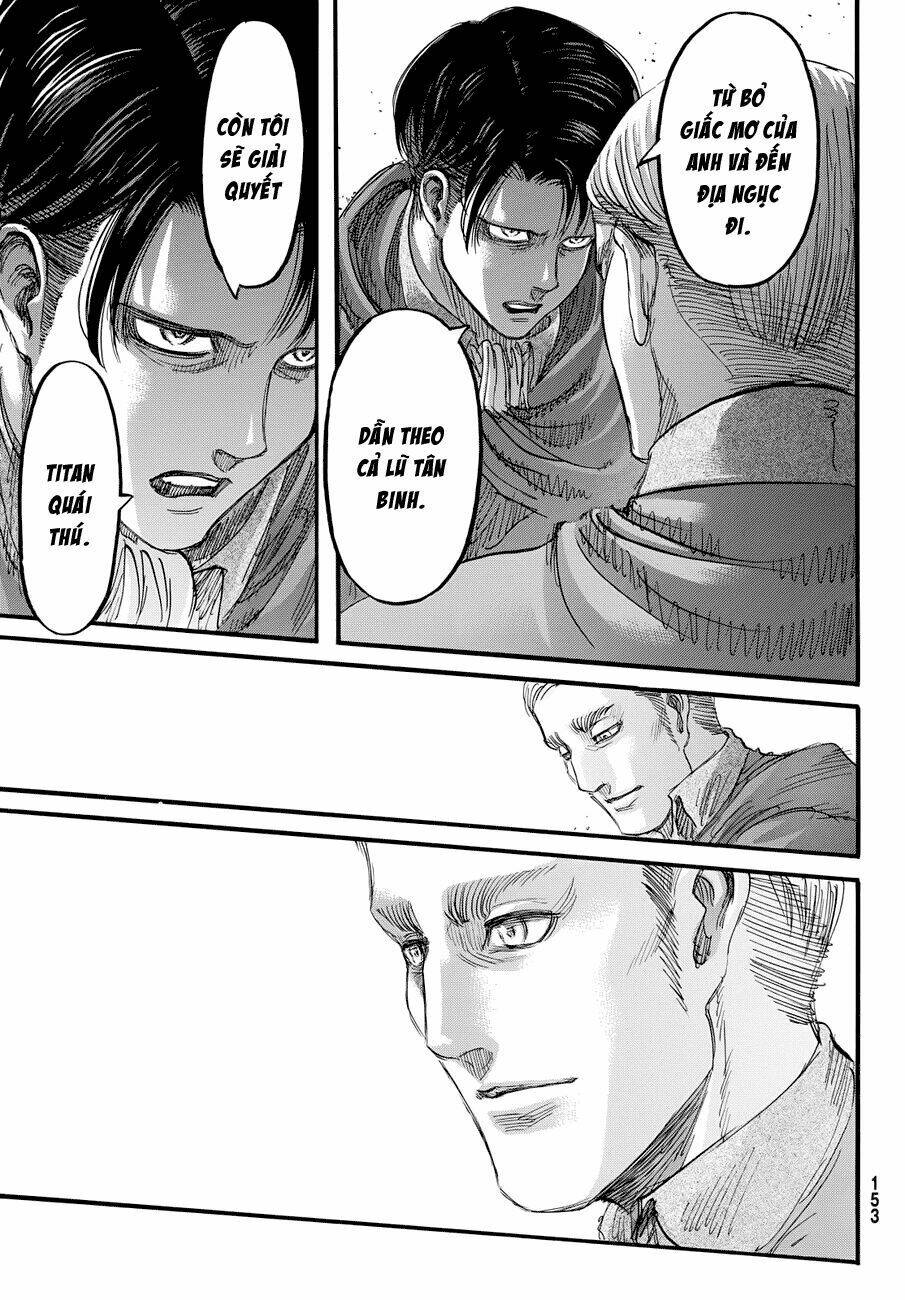 TỪ BỎ
GIẤC MƠ CỦA
ANH VÀ ĐẾN
ĐỊA NGỤC
ĐI.
DẪN THEO
CẢ LŨ TÂN
BINH.
CÒN TÔI
SẼ GIẢI
QUYẾT
TITAN
QUÁI
THÚ.
153